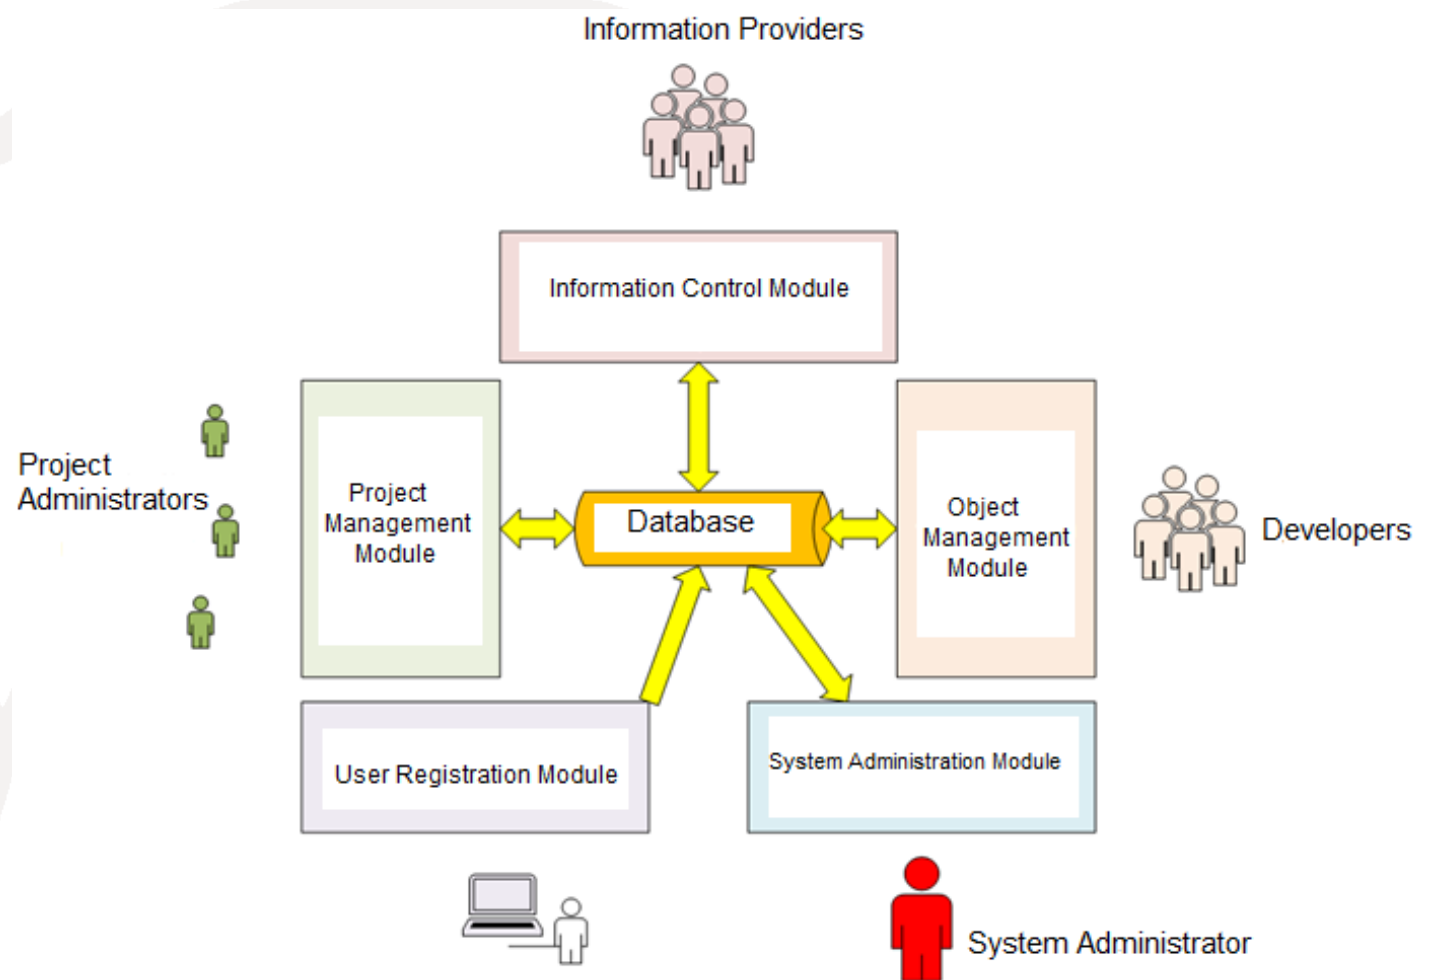 Information Providers
Information Control Module
Project
Administrators
Project
Management
Module
Database
Object
Management
Module
Developers
User Registration Module
System Administration Module
System Administrator